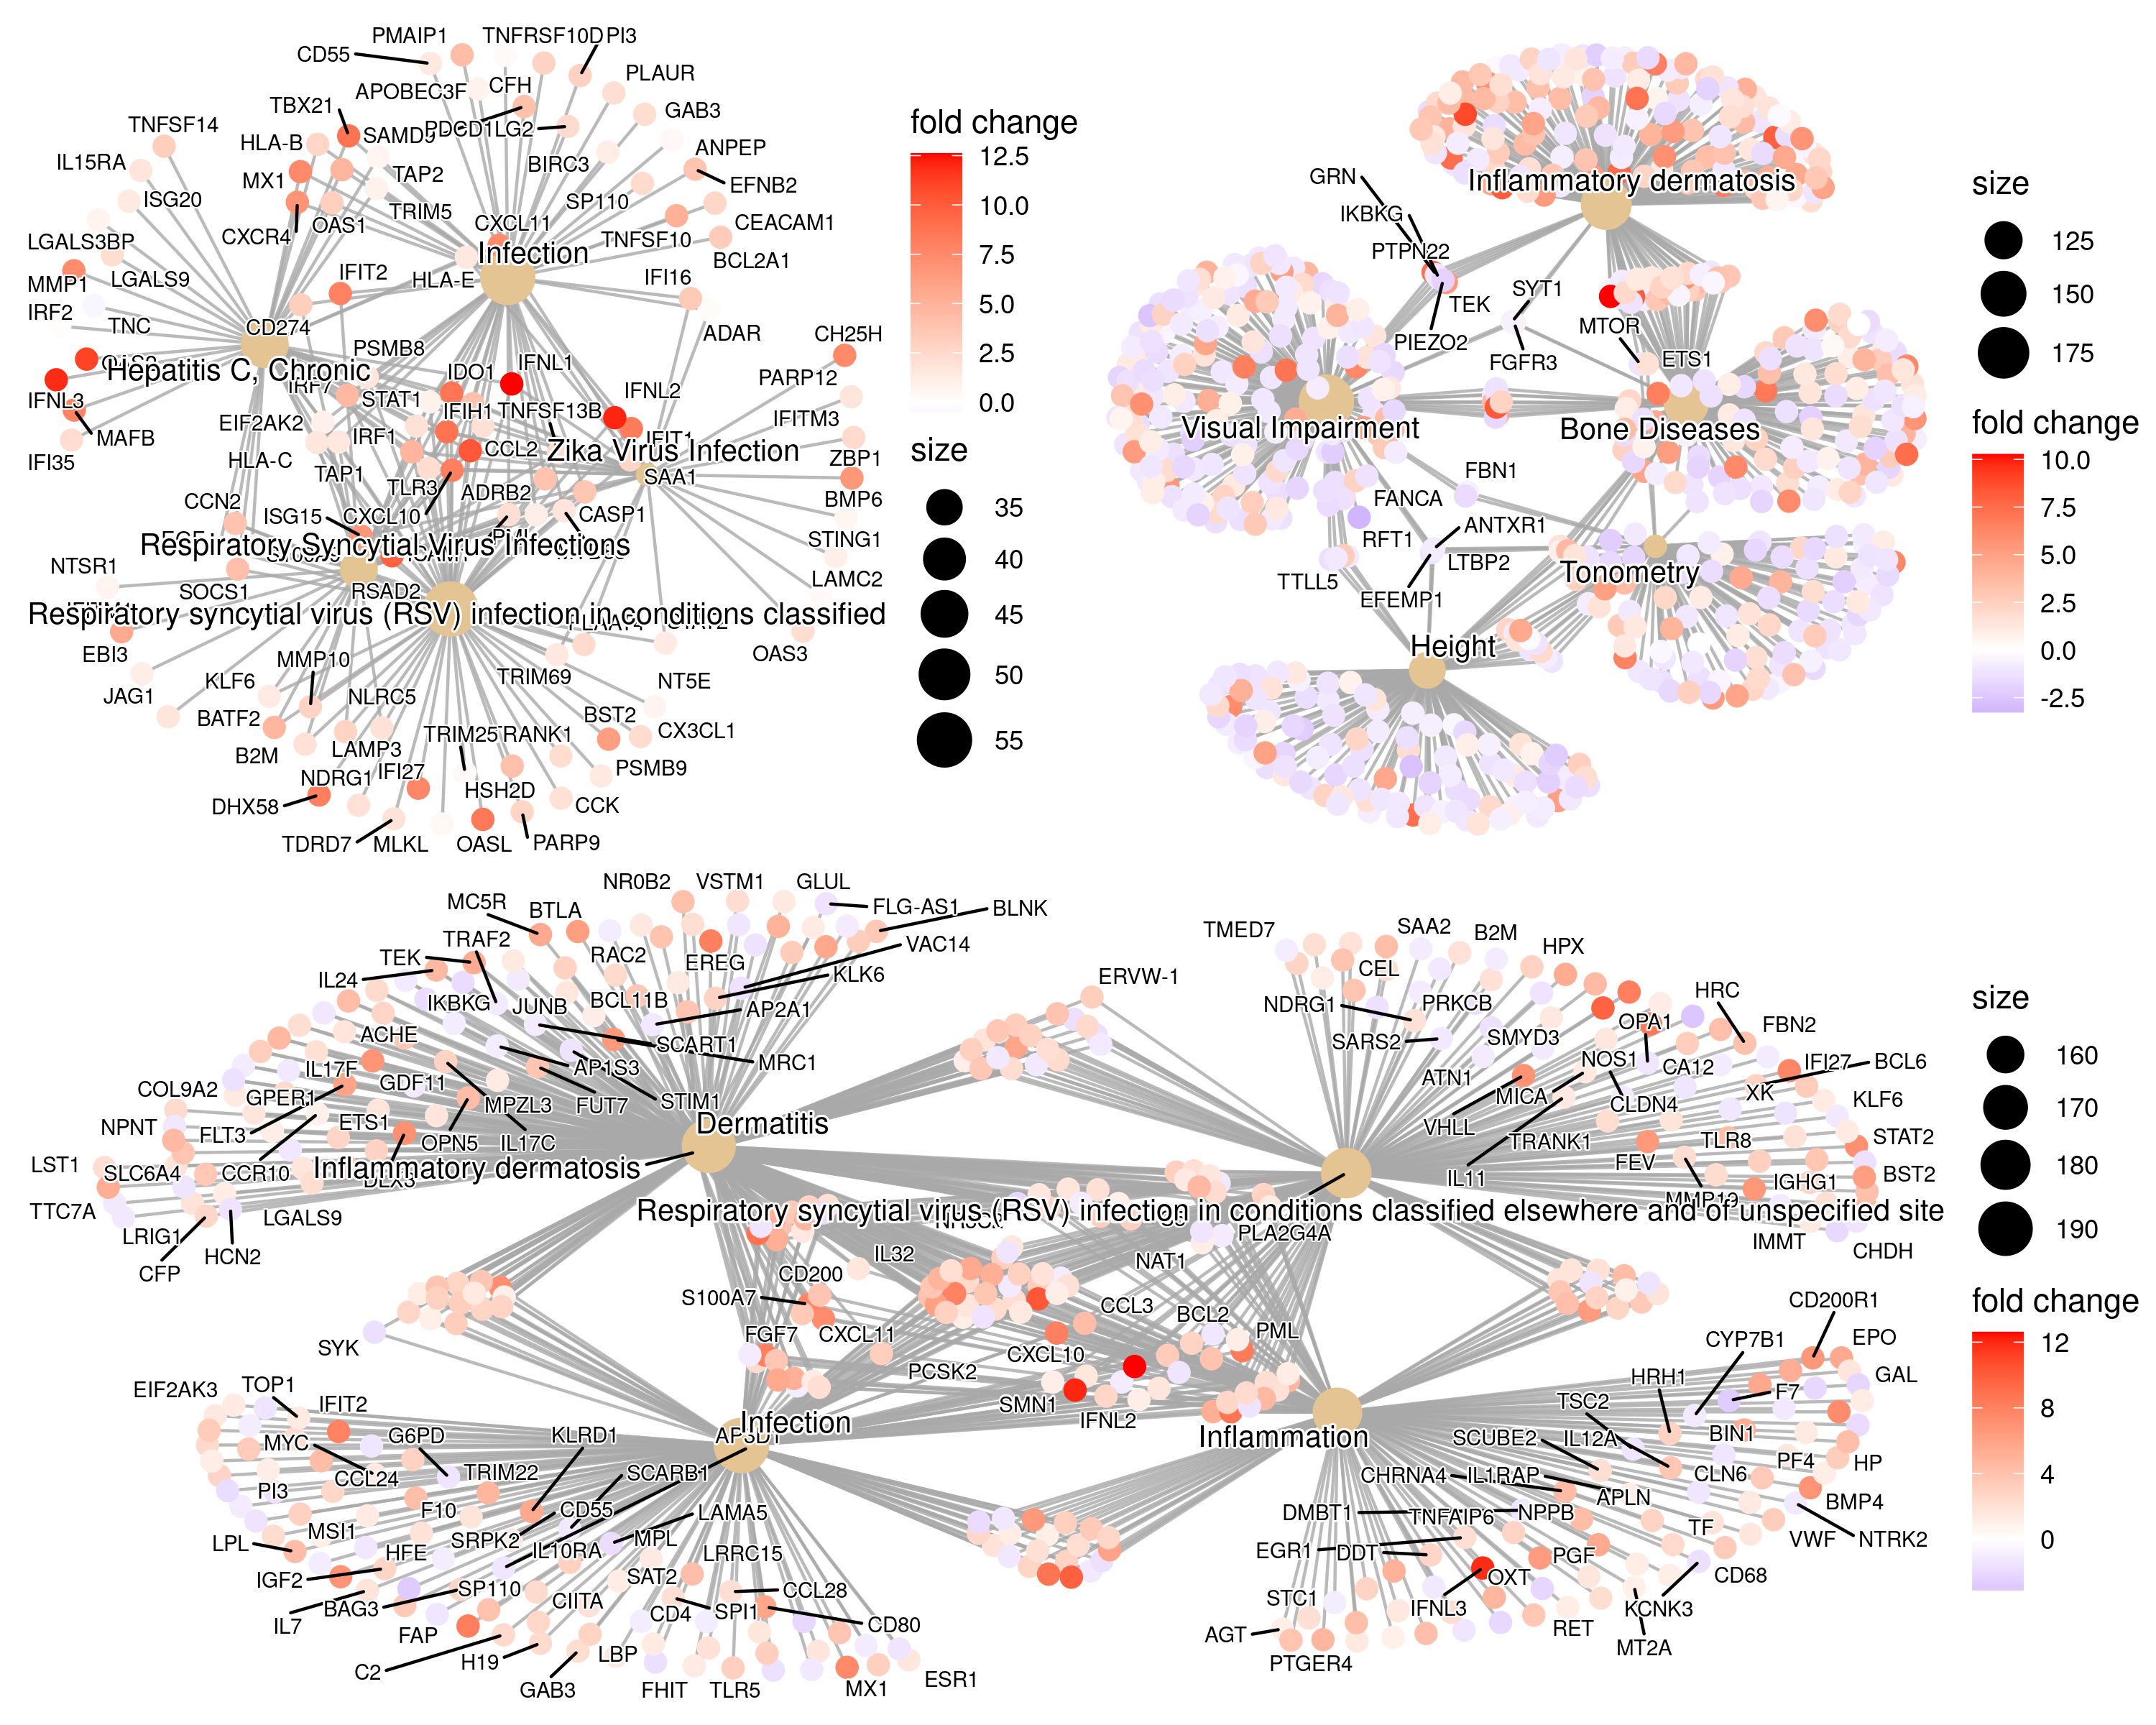 PMAIP1
TNFRSF10D
PI3
CD55
PLAUR
APOBEC3F
CFH
TBX21
GAB3
TNFSF14
HLA-B
SAMD9
PDCD1LG2
ANPEP
IL15RA
BIRC3
MX1
TAP2
EFNB2
ISG20
SP110
TRIM5
CXCL11
CEACAM1
LGALS3BP
CXCR4
OAS1
TNFSF10
Infection
BCL2A1
LGALS9
IFIT2
HLA-E
IFI16
MMP1
IRF2
TNC
CD274
ADAR
CH25H
PSMB8
Hepatitis C, Chronic
IDO1
IFNL1
PARP12
IRF7
IFNL2
IFNL3
STAT1
IFIH1
TNFSF13B
IFITM3
EIF2AK2
IRF1
MAFB
CCL2
IFIT1
Zika Virus Infection
ZBP1
IFI35
HLA-C
TAP1
SAA1
TLR3
ADRB2
BMP6
CCN2
ISG15
CXCL10
CASP1
Respiratory Syncytial Virus Infections
STING1
NTSR1
LAMC2
SOCS1
RSAD2
Respiratory syncytial virus (RSV) infection in conditions classified
EBI3
OAS3
MMP10
TRIM69
JAG1
KLF6
NLRC5
NT5E
BATF2
BST2
CX3CL1
B2M
LAMP3
TRIM25
TRANK1
PSMB9
NDRG1
IFI27
DHX58
HSH2D
CCK
TDRD7
MLKL
OASL
PARP9
fold change
12.5
10.0
7.5
5.0
2.5
0.0
size
35
40
45
50
55
Inflammatory dermatosis
GRN
IKBKG
PTPN22
TEK
SYT1
MTOR
PIEZO2
FGFR3
ETS1
Visual Impairment
Bone Diseases
FBN1
FANCA
RFT1
ANTXR1
TTLL5
LTBP2
Tonometry
EFEMP1
Height
size
125
150
175
fold change
10.0
7.5
5.0
2.5
0.0
-2.5
NR0B2
VSTM1
GLUL
MC5R
BTLA
FLG-AS1
BLNK
TRAF2
VAC14
TEK
RAC2
EREG
IL24
KLK6
IKBKG
JUNB
BCL11B
AP2A1
ERVW-1
ACHE
SCART1
MRC1
IL17F
AP1S3
COL9A2
GPER1
GDF11
MPZL3
FUT7
STIM1
NPNT
FLT3
ETS1
OPN5
IL17C
Dermatitis
LST1
SLC6A4
CCR10
Inflammatory dermatosis
DLX3
TTC7A
LRIG1
LGALS9
HCN2
CFP
TMED7
SAA2
B2M
HPX
CEL
NDRG1
PRKCB
HRC
SARS2
SMYD3
OPA1
FBN2
NOS1
IFI27
BCL6
ATN1
MICA
CA12
XK
VHLL
CLDN4
KLF6
TRANK1
TLR8
STAT2
IL11
FEV
BST2
MMP19
IGHG1
Respiratory syncytial virus (RSV) infection in conditions classified elsewhere and of unspecified site
PLA2G4A
IMMT
CHDH
IL32
NAT1
CD200
S100A7
CCL3
FGF7
CXCL11
BCL2
PML
SYK
CXCL10
PCSK2
SMN1
IFNL2
CD200R1
CYP7B1
EPO
EIF2AK3
TOP1
IFIT2
Infection
AP3D1
Inflammation
HRH1
GAL
TSC2
F7
MYC
G6PD
KLRD1
SCUBE2
IL12A
BIN1
CCL24
TRIM22
SCARB1
CHRNA4
IL1RAP
CLN6
PF4
HP
PI3
F10
CD55
LAMA5
DMBT1
TNFAIP6
NPPB
APLN
BMP4
MSI1
SRPK2
MPL
TF
VWF
NTRK2
LPL
HFE
IL10RA
LRRC15
EGR1
DDT
PGF
CD68
IGF2
SP110
SAT2
CCL28
OXT
IL7
BAG3
CIITA
CD4
SPI1
STC1
IFNL3
KCNK3
FAP
CD80
AGT
RET
MT2A
C2
H19
LBP
PTGER4
GAB3
FHIT
TLR5
MX1
ESR1
size
160
170
180
190
fold change
12
8
4
0